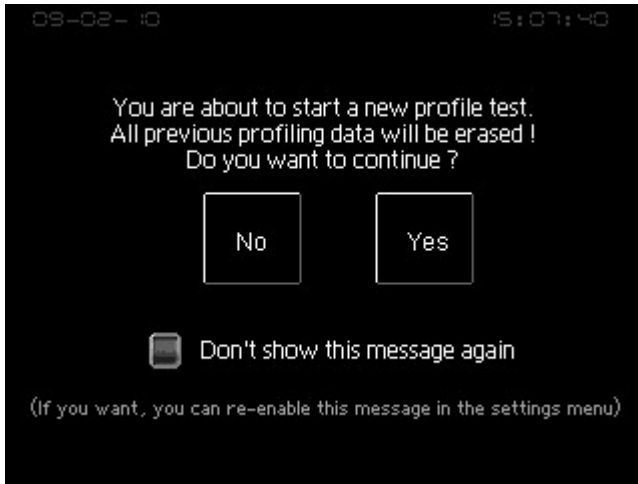 09-02-10 15:07:40
You are about to start a new profile test.
All previous profiling data will be erased !
Do you want to continue ?
No Yes
Don't show this message again
(If you want, you can re-enable this message in the settings menu)